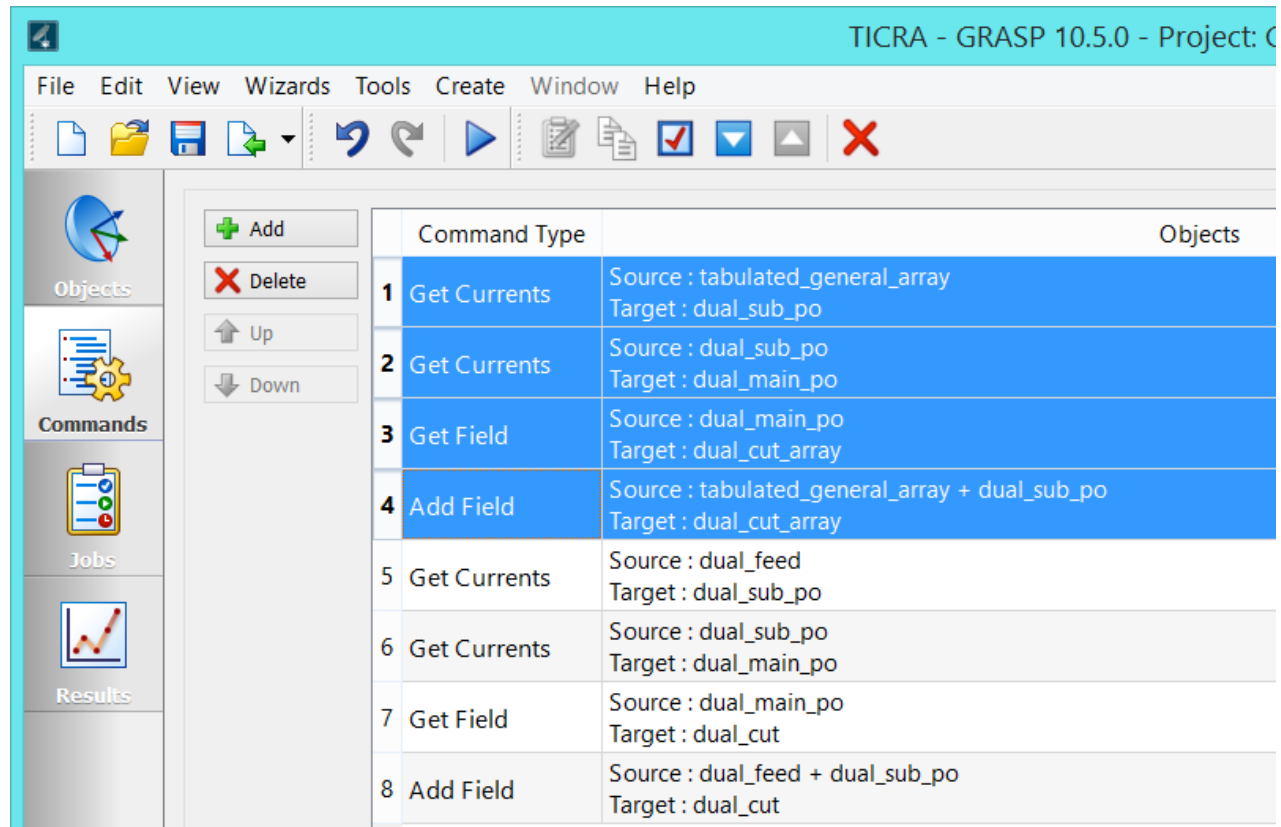 TICRA - GRASP 10.5.0 - Project:
File Edit View Wizards Tools Create Window Help
Objects
Commands
Jobs
Results
Add
Delete
Up
Down
Command Type Objects
1 Get Currents Source : tabulated_general_array
Target : dual_sub_po
2 Get Currents Source : dual_sub_po
Target : dual_main_po
3 Get Field Source : dual_main_po
Target : dual_cut_array
4 Add Field Source : tabulated_general_array + dual_sub_po
Target : dual_cut_array
5 Get Currents Source : dual_feed
Target : dual_sub_po
6 Get Currents Source : dual_sub_po
Target : dual_main_po
7 Get Field Source : dual_main_po
Target : dual_cut
8 Add Field Source : dual_feed + dual_sub_po
Target : dual_cut